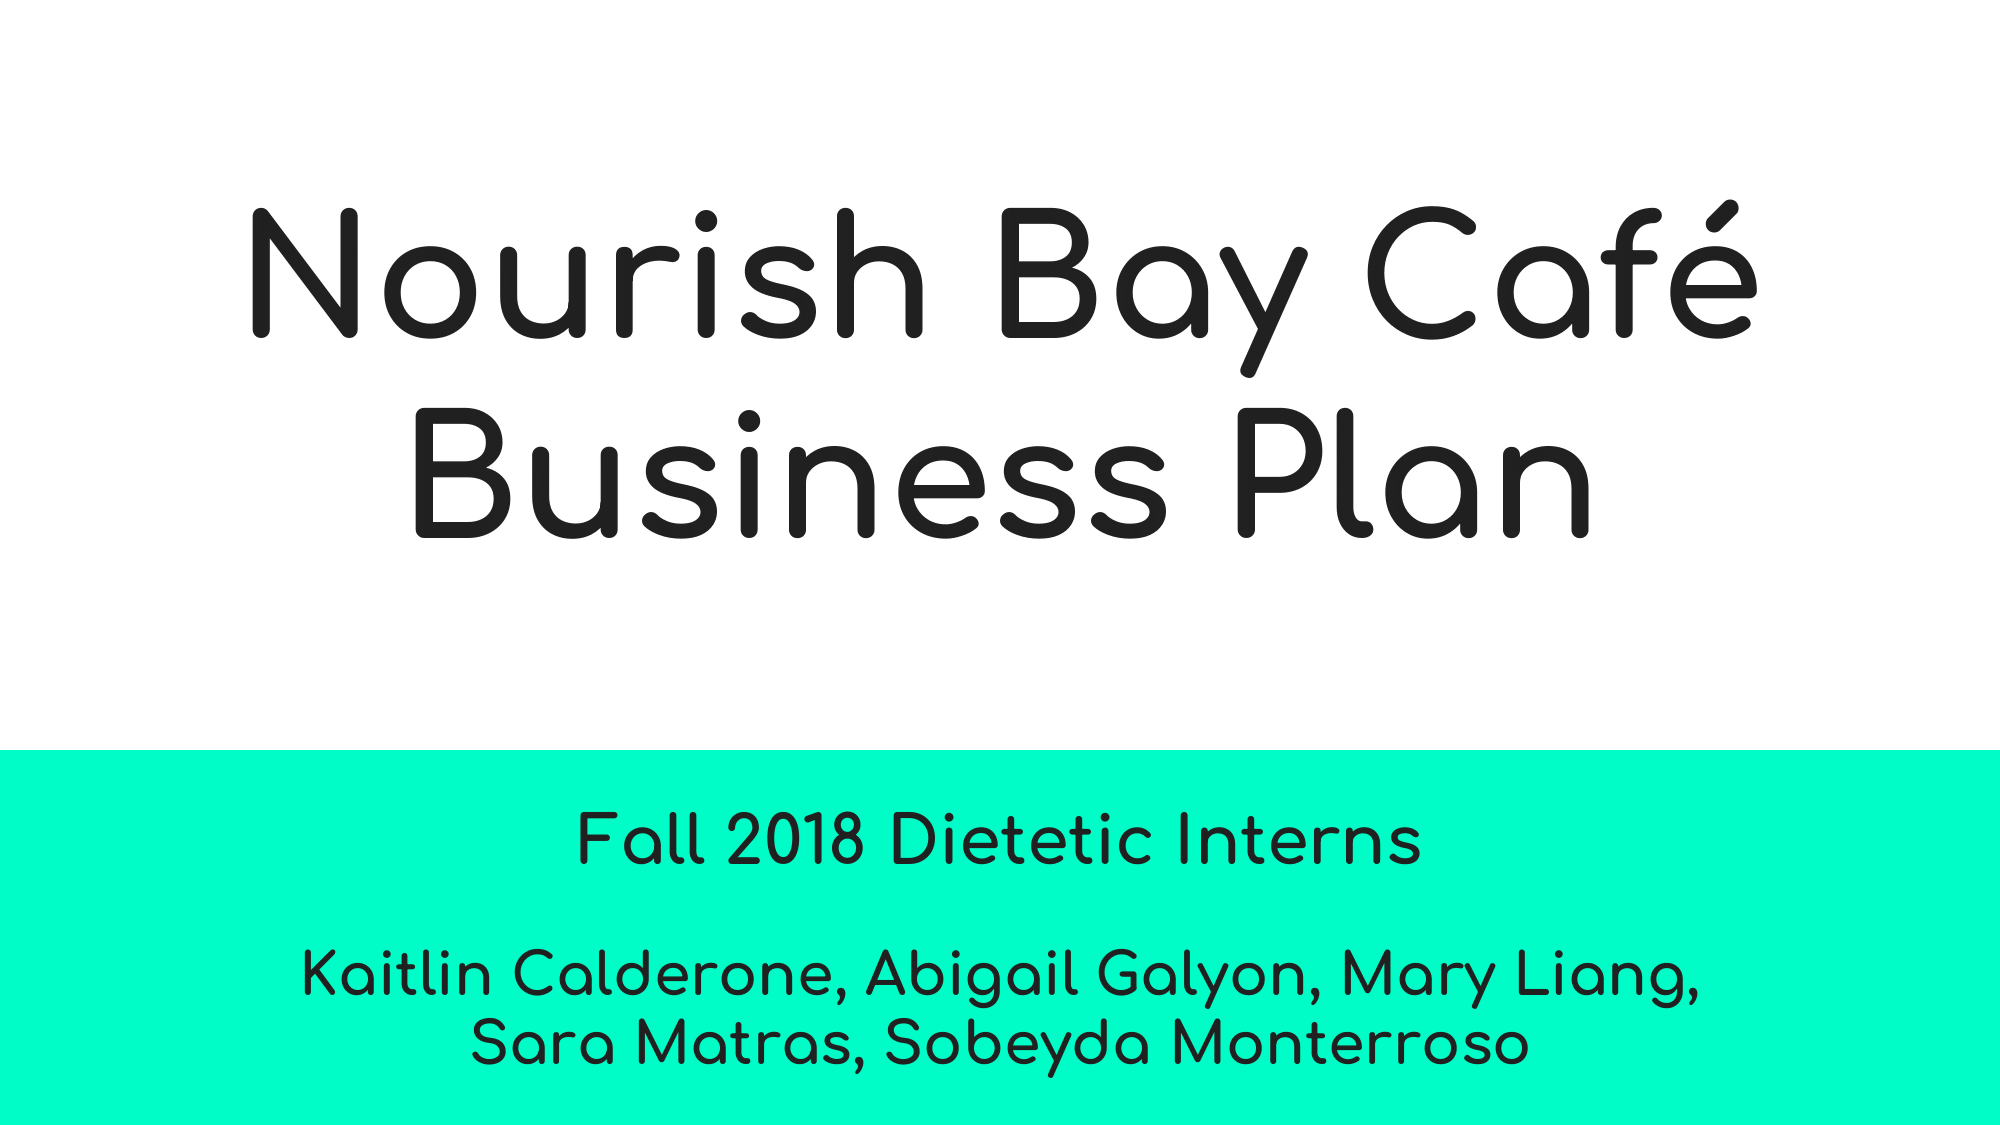 Nourish Bay Café
Business Plan
Fall 2018 Dietetic Interns
Kaitlin Calderone, Abigail Galyon, Mary Liang,
Sara Matras, Sobeyda Monterroso